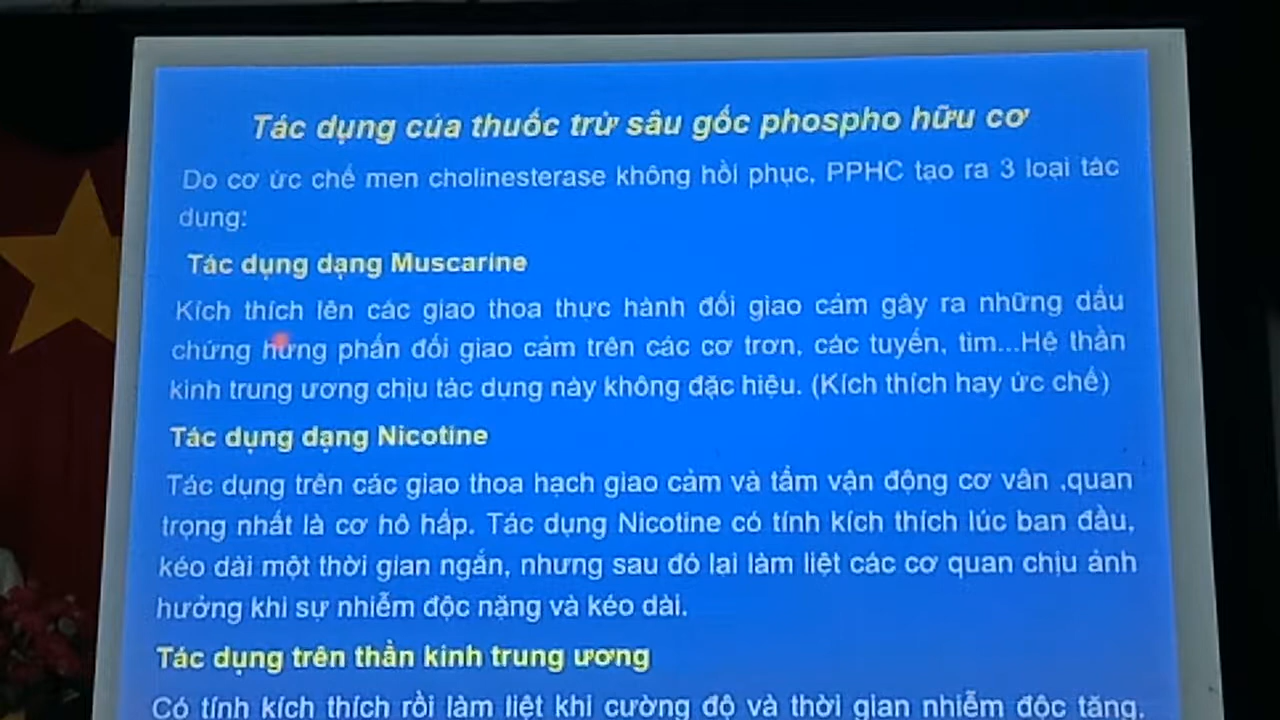 Tác dụng của thuốc trừ sâu gốc phospho hữu cơ
Do cơ ức chế men cholinesterase không hồi phục, PPHC tạo ra 3 loại tác
dụng:
Tác dụng dạng Muscarine
Kích thích lên các giao thoa thực hành đối giao cảm gây ra những dấu
chứng hưng phấn đối giao cảm trên các cơ trơn, các tuyến, tim...Hệ thần
kinh trung ương chịu tác dụng này không đặc hiệu. (Kích thích hay ức chế)
Tác dụng dạng Nicotine
Tác dụng trên các giao thoa hạch giao cảm và tấm vận động cơ vân ,quan
trọng nhất là cơ hô hấp. Tác dụng Nicotine có tính kích thích lúc ban đầu,
kéo dài một thời gian ngắn, nhưng sau đó lại làm liệt các cơ quan chịu ảnh
hưởng khi sự nhiễm độc nặng và kéo dài.
Tác dụng trên thần kinh trung ương
Có tính kích thích rồi làm liệt khi cường độ và thời gian nhiễm độc tăng.